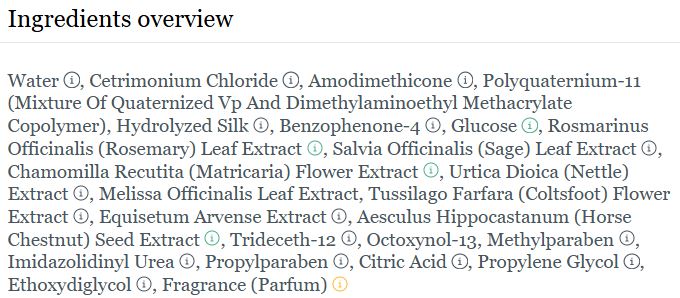 Ingredients overview
Water, Cetrimonium Chloride, Amodimethicone, Polyquaternium-11
(Mixture Of Quaternized Vp And Dimethylaminoethyl Methacrylate
Copolymer), Hydrolyzed Silk, Benzophenone-4, Glucose, Rosmarinus
Officinalis (Rosemary) Leaf Extract, Salvia Officinalis (Sage) Leaf Extract,
Chamomilla Recutita (Matricaria) Flower Extract, Urtica Dioica (Nettle)
Extract, Melissa Officinalis Leaf Extract, Tussilago Farfara (Coltsfoot) Flower
Extract, Equisetum Arvense Extract, Aesculus Hippocastanum (Horse
Chestnut) Seed Extract, Trideceth-12, Octoxynol-13, Methylparaben,
Imidazolidinyl Urea, Propylparaben, Citric Acid, Propylene Glycol,
Ethoxydiglycol, Fragrance (Parfum)